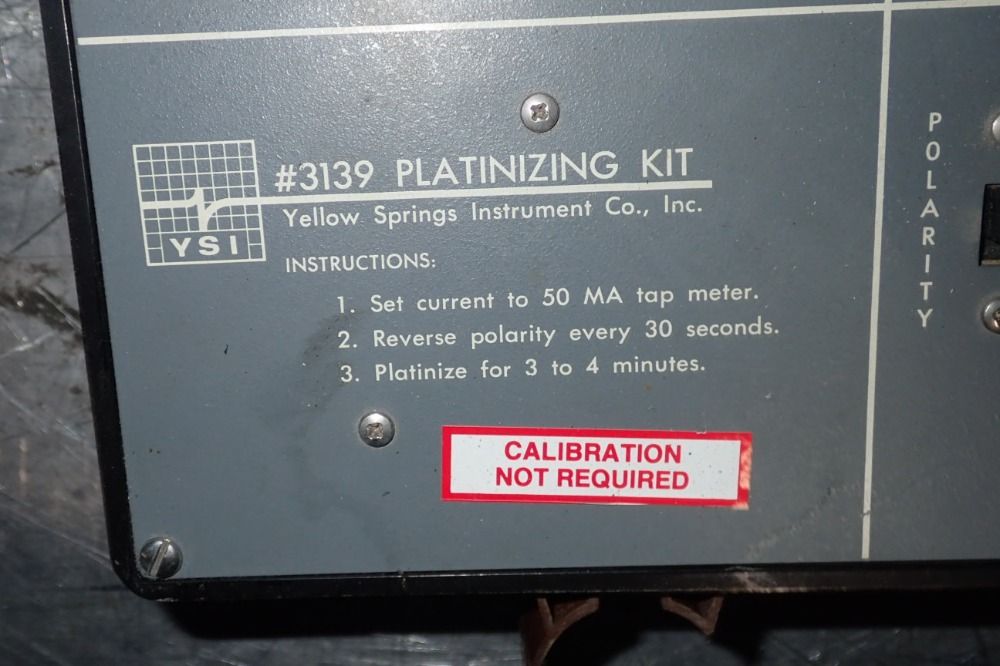 #3139 PLATINIZING KIT
Yellow Springs Instrument Co., Inc.
YSI
INSTRUCTIONS:
1. Set current to 50 MA tap meter.
2. Reverse polarity every 30 seconds.
3. Platinize for 3 to 4 minutes.
CALIBRATION
NOT REQUIRED
POLARITY